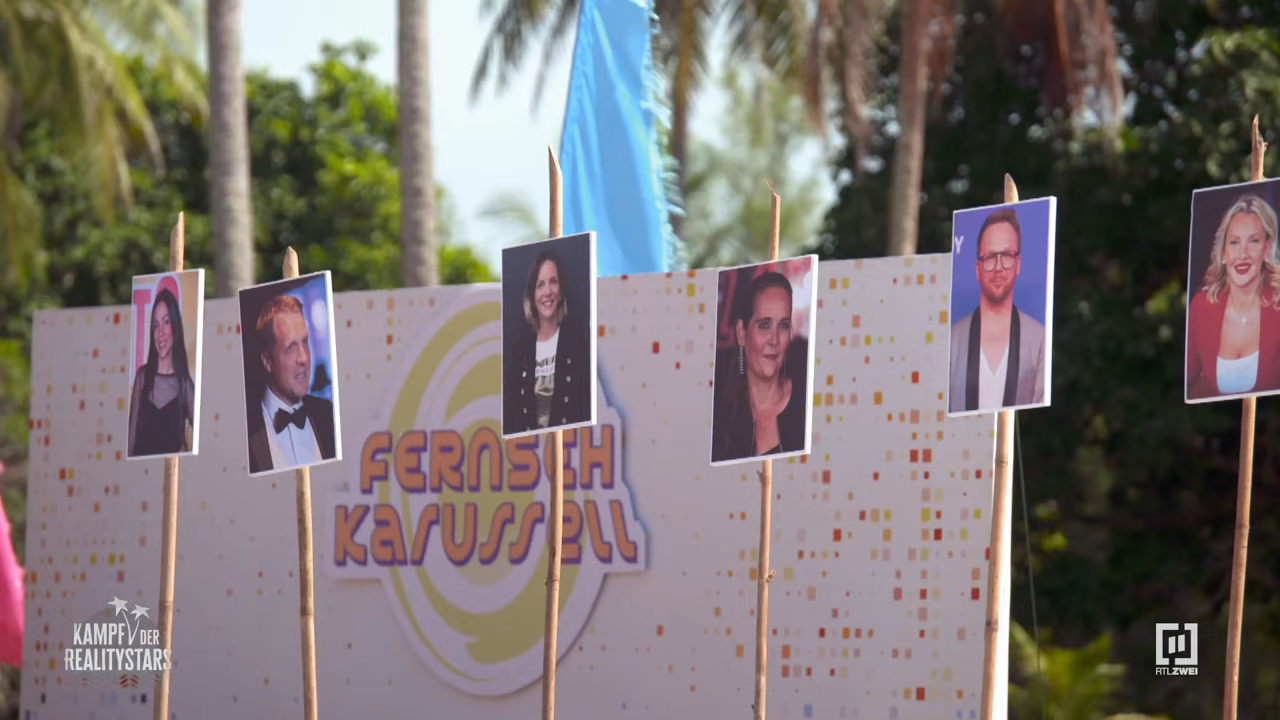 FERNSEH
KARUSSELL
Y
KAMPF DER
REALITYSTARS
RTLZWEI